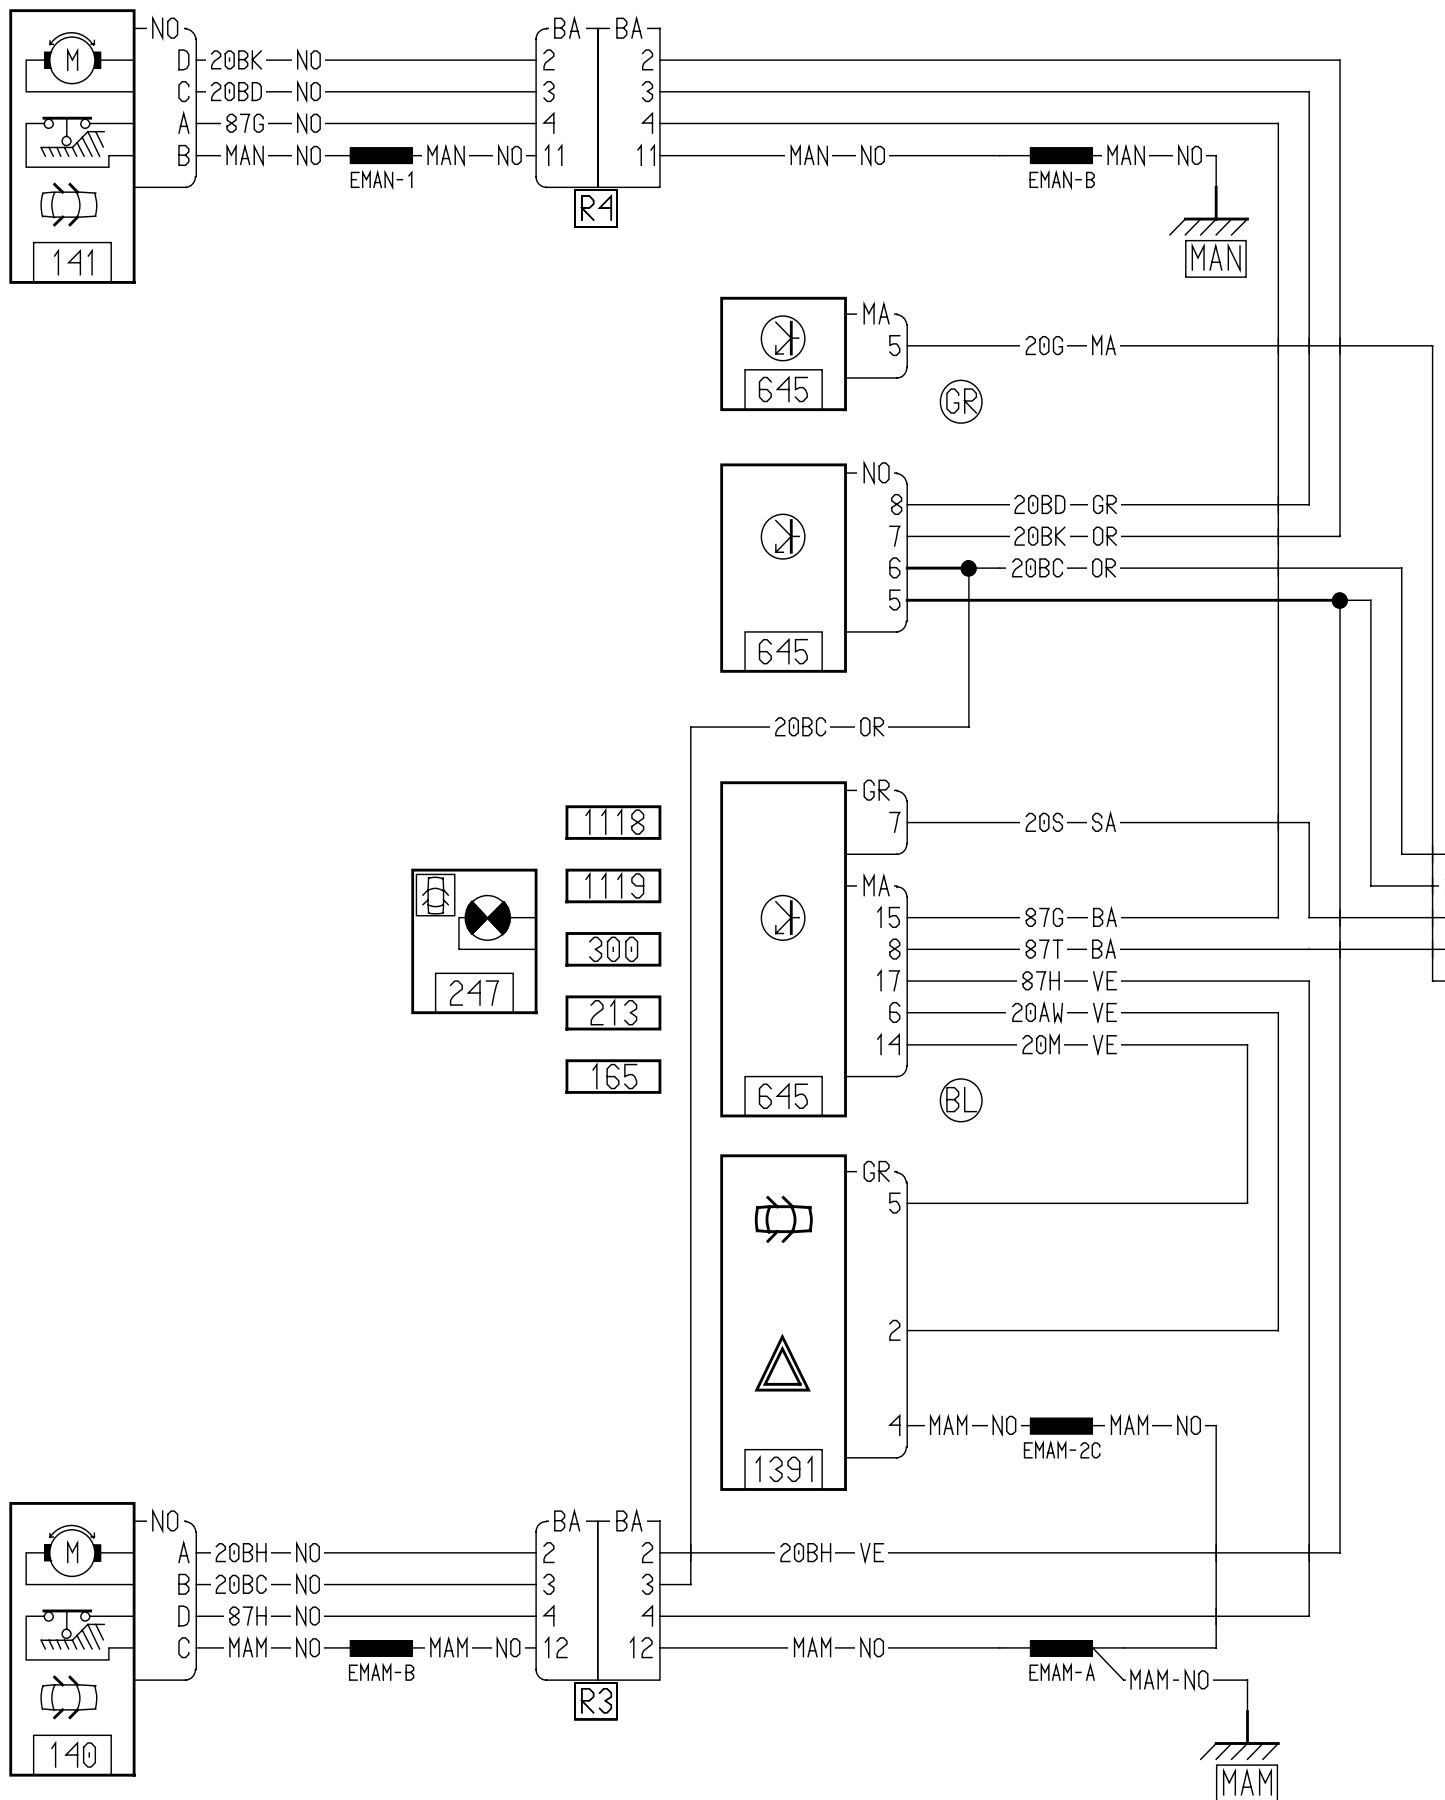 NO BA BA
M D 20BK NO 2 2
C 20BD NO 3 3
A 87G NO 4 4
B MAN NO MAN NO 11 11 MAN NO MAN NO
EMAN-1 EMAN-B
R4
141 MAN
MA
5 20G MA
645 GR
NO
8 20BD GR
7 20BK OR
6 20BC OR
5
645
20BC OR
GR
1118 7 20S SA
1119 MA
15 87G BA
300 8 87T BA
247 17 87H VE
213 6 20AW VE
14 20M VE
165 645 BL
GR
5
2
4 MAM NO MAM NO
EMAM-2C
1391
NO BA BA
M A 20BH NO 2 2 20BH VE
B 20BC NO 3 3
D 87H NO 4 4
C MAM NO MAM NO 12 12 MAM NO
EMAM-B EMAM-A MAM-NO
R3
140 MAM